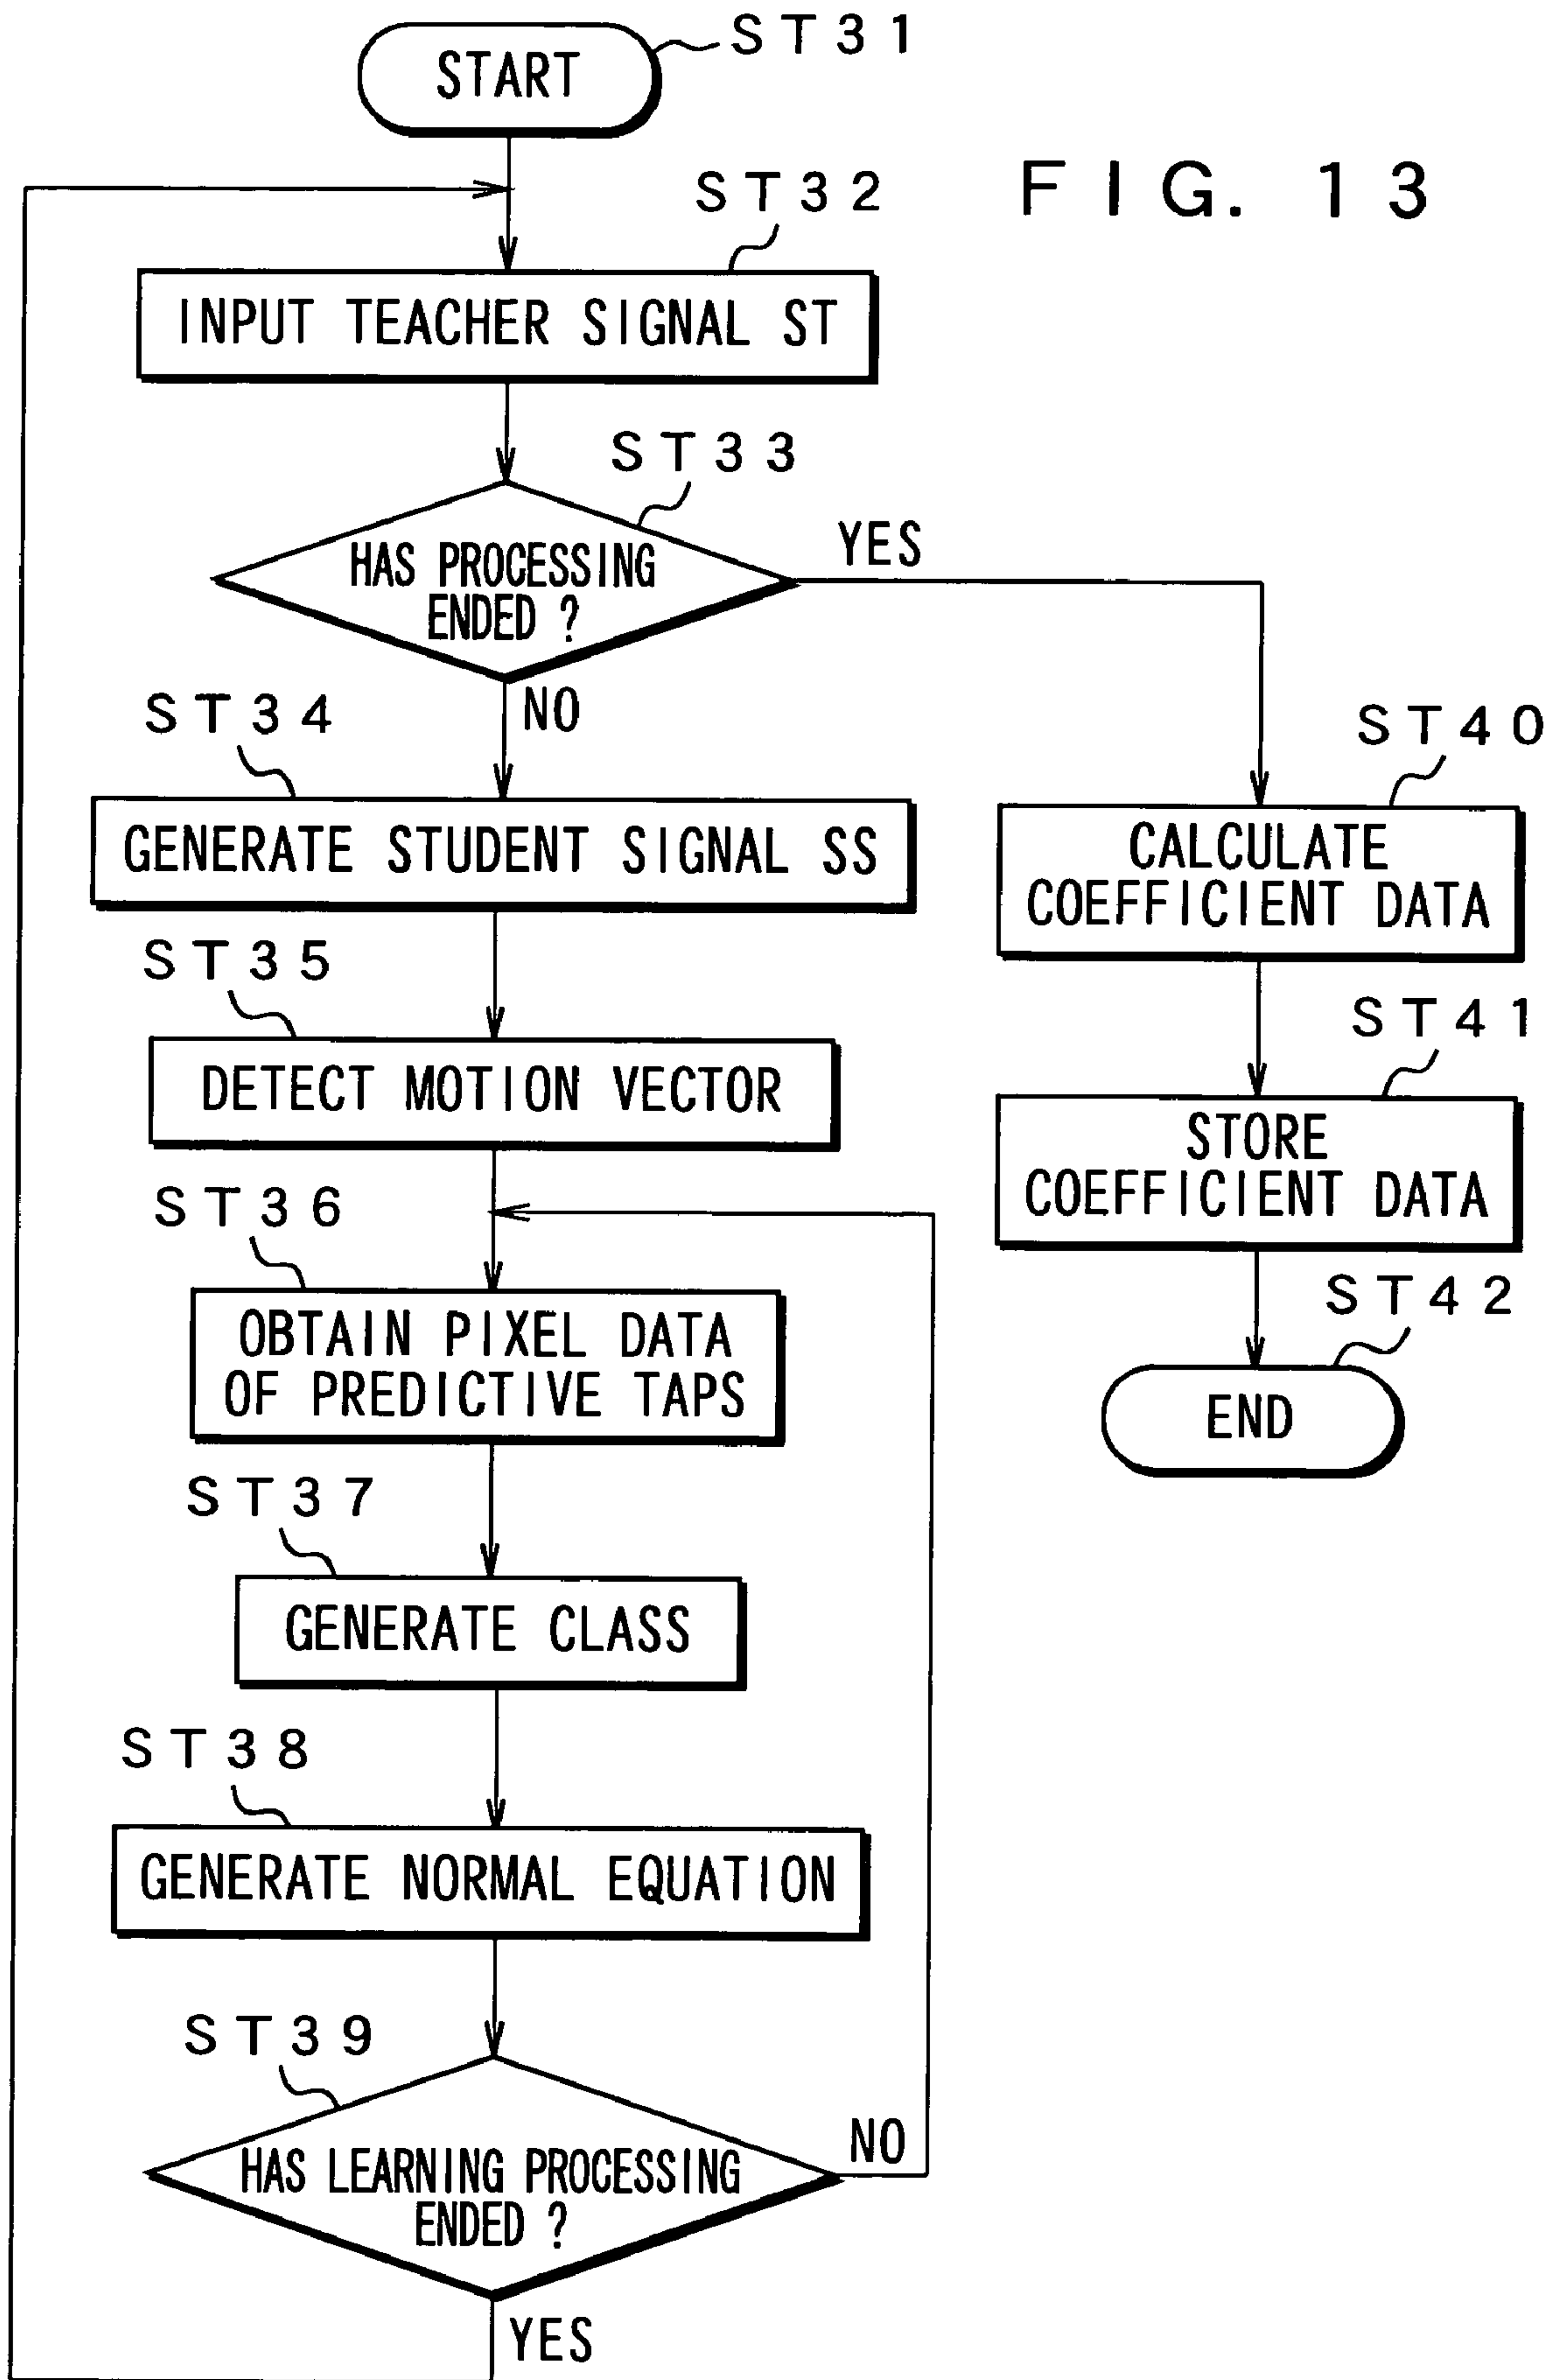 START
ST31
FIG. 13
ST32
INPUT TEACHER SIGNAL ST
ST33
HAS PROCESSING
ENDED ?
YES
NO
ST34
GENERATE STUDENT SIGNAL SS
ST35
DETECT MOTION VECTOR
ST36
OBTAIN PIXEL DATA
OF PREDICTIVE TAPS
ST37
GENERATE CLASS
ST38
GENERATE NORMAL EQUATION
ST39
HAS LEARNING PROCESSING
ENDED ?
NO
YES
ST40
CALCULATE
COEFFICIENT DATA
ST41
STORE
COEFFICIENT DATA
ST42
END